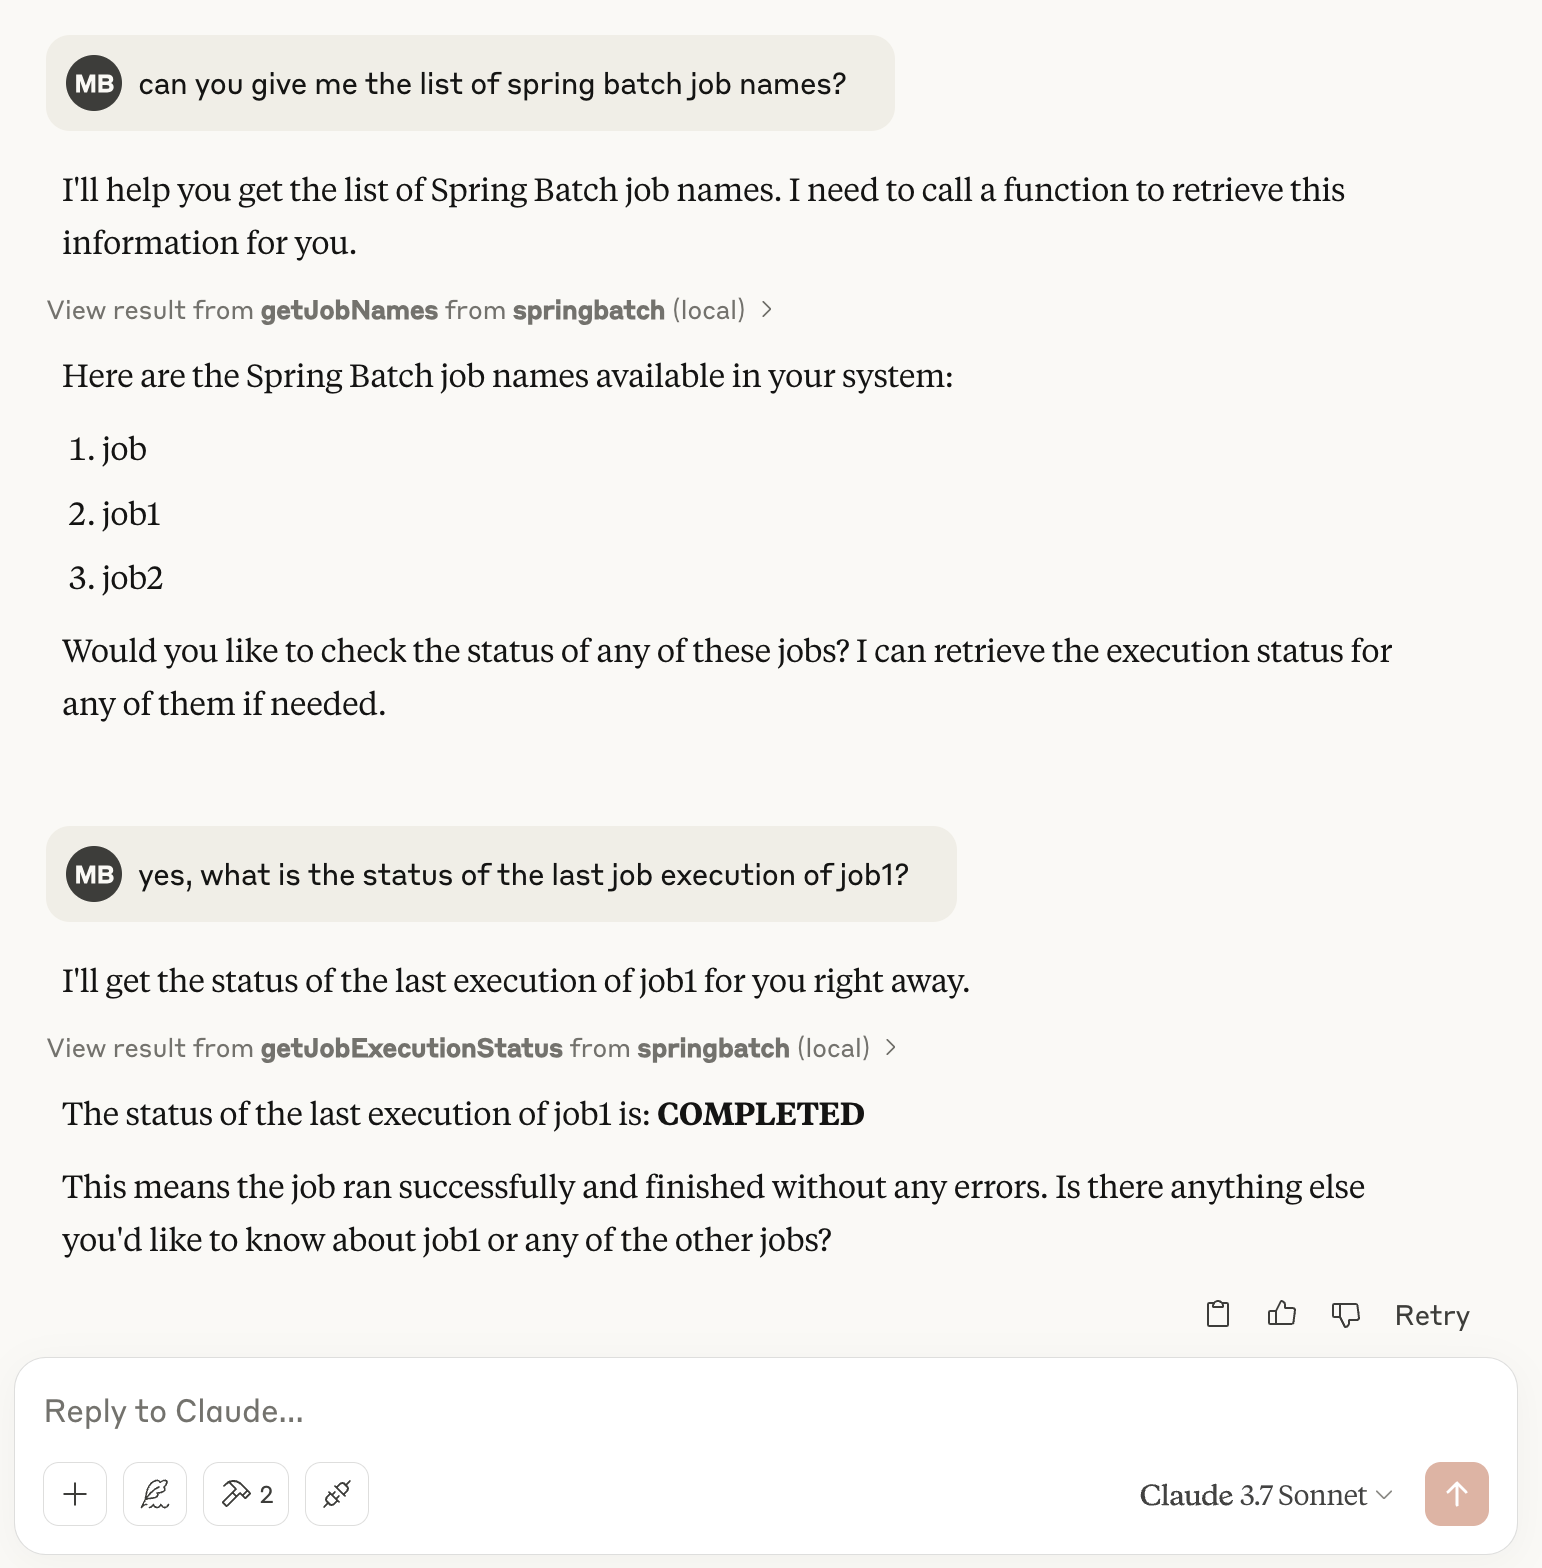 MB can you give me the list of spring batch job names?
I'll help you get the list of Spring Batch job names. I need to call a function to retrieve this
information for you.
View result from getJobNames from springbatch (local)
Here are the Spring Batch job names available in your system:
1. job
2. job1
3. job2
Would you like to check the status of any of these jobs? I can retrieve the execution status for
any of them if needed.
MB yes, what is the status of the last job execution of job1?
I'll get the status of the last execution of job1 for you right away.
View result from getJobExecutionStatus from springbatch (local)
The status of the last execution of job1 is: COMPLETED
This means the job ran successfully and finished without any errors. Is there anything else
you'd like to know about job1 or any of the other jobs?
Retry
Reply to Claude...
2 Claude 3.7 Sonnet